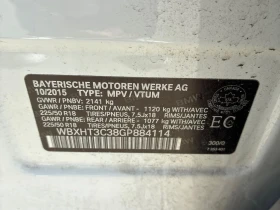 BAYERISCHE MOTOREN WERKE AG
10/2015 TYPE: MPV / VTUM
GVWR / PNBV: 2141 kg
GAWR / PNBE: FRONT / AVANT - 1120 kg WITH/AVEC
225/50 R18 TIRES/PNEUS, 7,5Jx18 RIMS/JANTES
GAWR / PNBE: REAR / ARRIERE - 1077 kg WITH/AVEC
225/50 R18 TIRES/PNEUS, 7,5Jx18 RIMS/JANTES
WBXHT3C38GP884114
EC
300/0